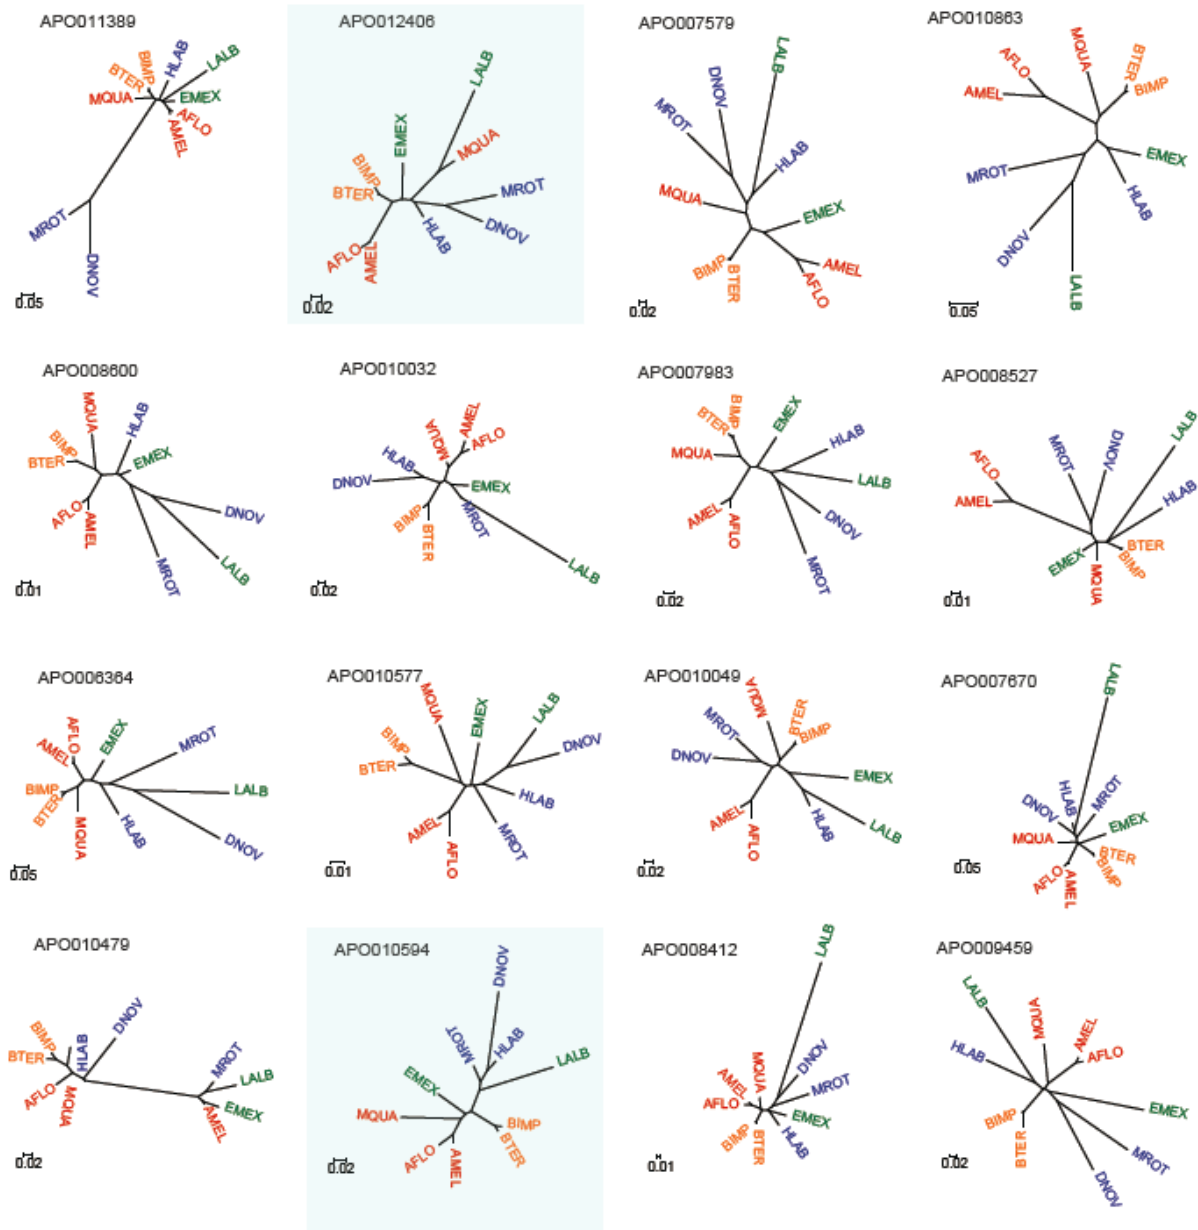 APO011389
BIMP
BTER
HLAB
LALB
MQUA
EMEX
AFLO
AMEL
MROT
DNOV
0.05
APO012406
LALB
EMEX
MQUA
BIMP
BTER
MROT
DNOV
HLAB
AFLO
AMEL
0.02
APO007579
LALB
DNOV
MROT
HLAB
MQUA
EMEX
BIMP
BTER
AMEL
AFLO
0.02
APO010863
MQUA
BTER
BIMP
AFLO
AMEL
EMEX
MROT
HLAB
DNOV
LALB
0.05
APO008600
MQUA
HLAB
BIMP
BTER
EMEX
AFLO
AMEL
DNOV
LALB
MROT
0.01
APO010032
AMEL
MQUA
AFLO
HLAB
DNOV
EMEX
MROT
BIMP
BTER
LALB
0.02
APO007983
BIMP
BTER
EMEX
MQUA
HLAB
LALB
AMEL
AFLO
DNOV
MROT
0.02
APO008527
LALB
MROT
DNOV
AFLO
AMEL
HLAB
BTER
BIMP
EMEX
MQUA
0.01
APO006364
AFLO
AMEL
EMEX
MROT
BIMP
BTER
LALB
MQUA
HLAB
DNOV
0.05
APO010577
MQUA
EMEX
LALB
BIMP
BTER
DNOV
HLAB
AMEL
AFLO
MROT
0.01
APO010049
MQUA
BTER
BIMP
MROT
DNOV
EMEX
AMEL
AFLO
HLAB
LALB
0.02
APO007670
LALB
HLAB
MROT
DNOV
EMEX
MQUA
BTER
BIMP
AFLO
AMEL
0.05
APO010479
DNOV
BIMP
HLAB
BTER
MROT
AFLO
MQUA
LALB
EMEX
AMEL
0.02
APO010594
DNOV
MROT
HLAB
LALB
EMEX
MQUA
BIMP
BTER
AFLO
AMEL
0.02
APO008412
LALB
DNOV
MQUA
AMEL
AFLO
MROT
EMEX
BIMP
BTER
HLAB
0.01
APO009459
LALB
MQUA
AMEL
AFLO
HLAB
EMEX
BIMP
BTER
MROT
DNOV
0.02